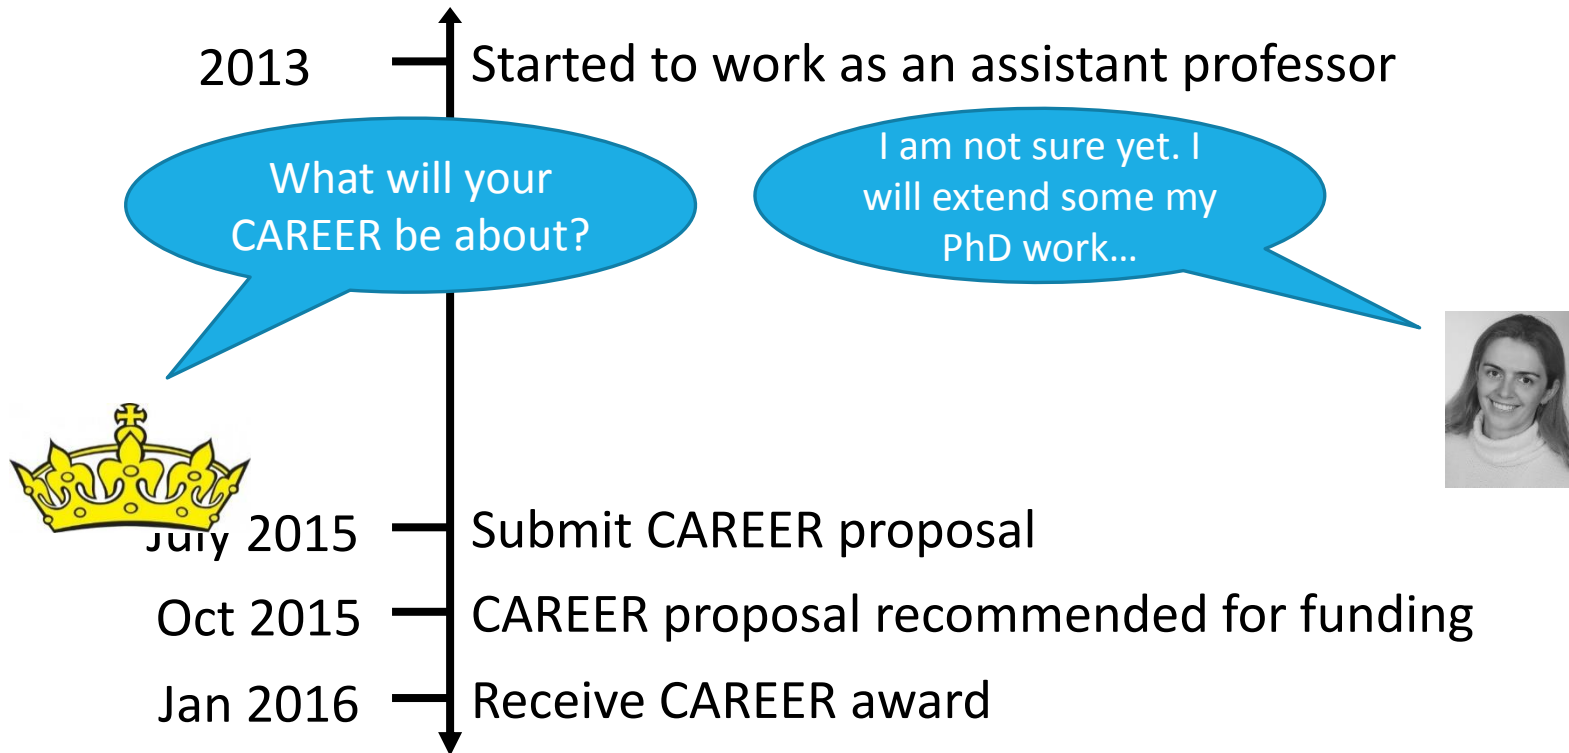 2013
Started to work as an assistant professor
What will your
CAREER be about?
I am not sure yet. I
will extend some my
PhD work...
July 2015
Submit CAREER proposal
Oct 2015
CAREER proposal recommended for funding
Jan 2016
Receive CAREER award